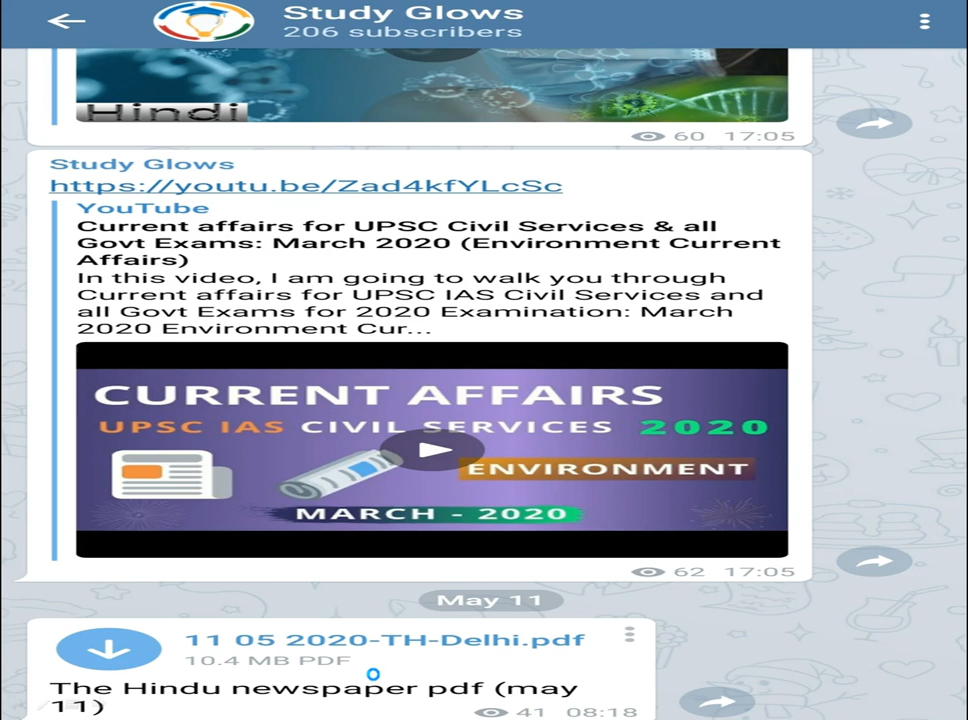 Study Glows
206 subscribers
Hindi
60 17:05
Study Glows
https://youtu.be/Zad4kfYLcSc
YouTube
Current affairs for UPSC Civil Services & all
Govt Exams: March 2020 (Environment Current
Affairs)
In this video, I am going to walk you through
Current affairs for UPSC IAS Civil Services and
all Govt Exams for 2020 Examination: March
2020 Environment Cur...
CURRENT AFFAIRS
UPSC IAS CIVIL SERVICES 2020
ENVIRONMENT
MARCH - 2020
62 17:05
May 11
11 05 2020-TH-Delhi.pdf
10.4 MB PDF
The Hindu newspaper pdf (may
11)
41 08:18